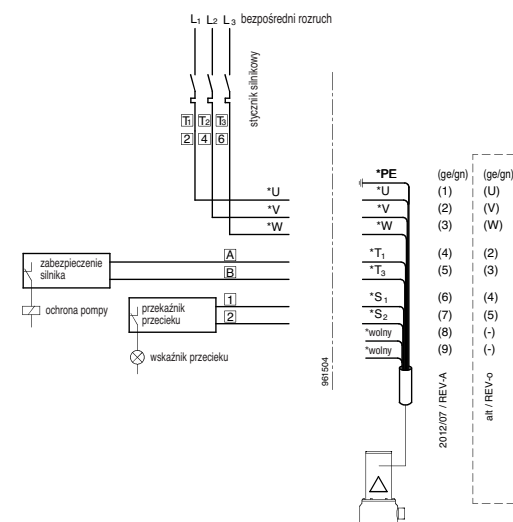 L1 L2 L3 bezpośredni rozruch
stycznik silnikowy
T1 T2 T3
2 4 6
*U
*V
*W
zabezpieczenie silnika
A
B
ochrona pompy
przekaźnik przecieku
1
2
wskaźnik przecieku
961504
*PE (ge/gn) (ge/gn)
*U (1) (U)
*V (2) (V)
*W (3) (W)
*T1 (4) (2)
*T3 (5) (3)
*S1 (6) (4)
*S2 (7) (5)
*wolny (8) (-)
*wolny (9) (-)
2012/07 / REV-A
alt / REV-o